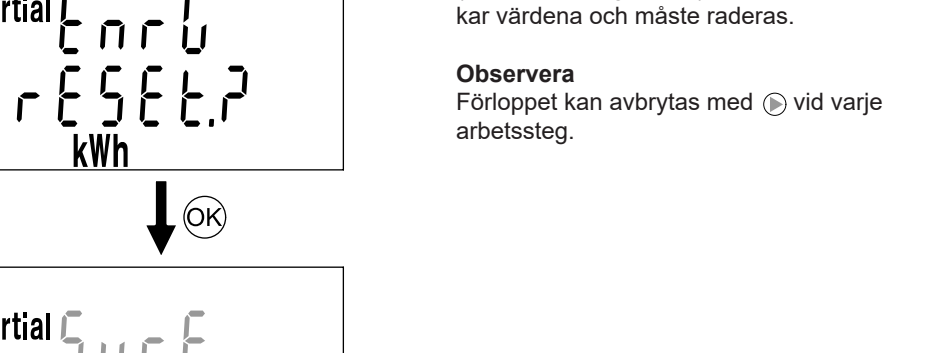 rtial EnrG
rESEt.?
kWh
OK
rtial SurE
kar värdena och måste raderas.
Observera
Förloppet kan avbrytas med vid varje
arbetssteg.